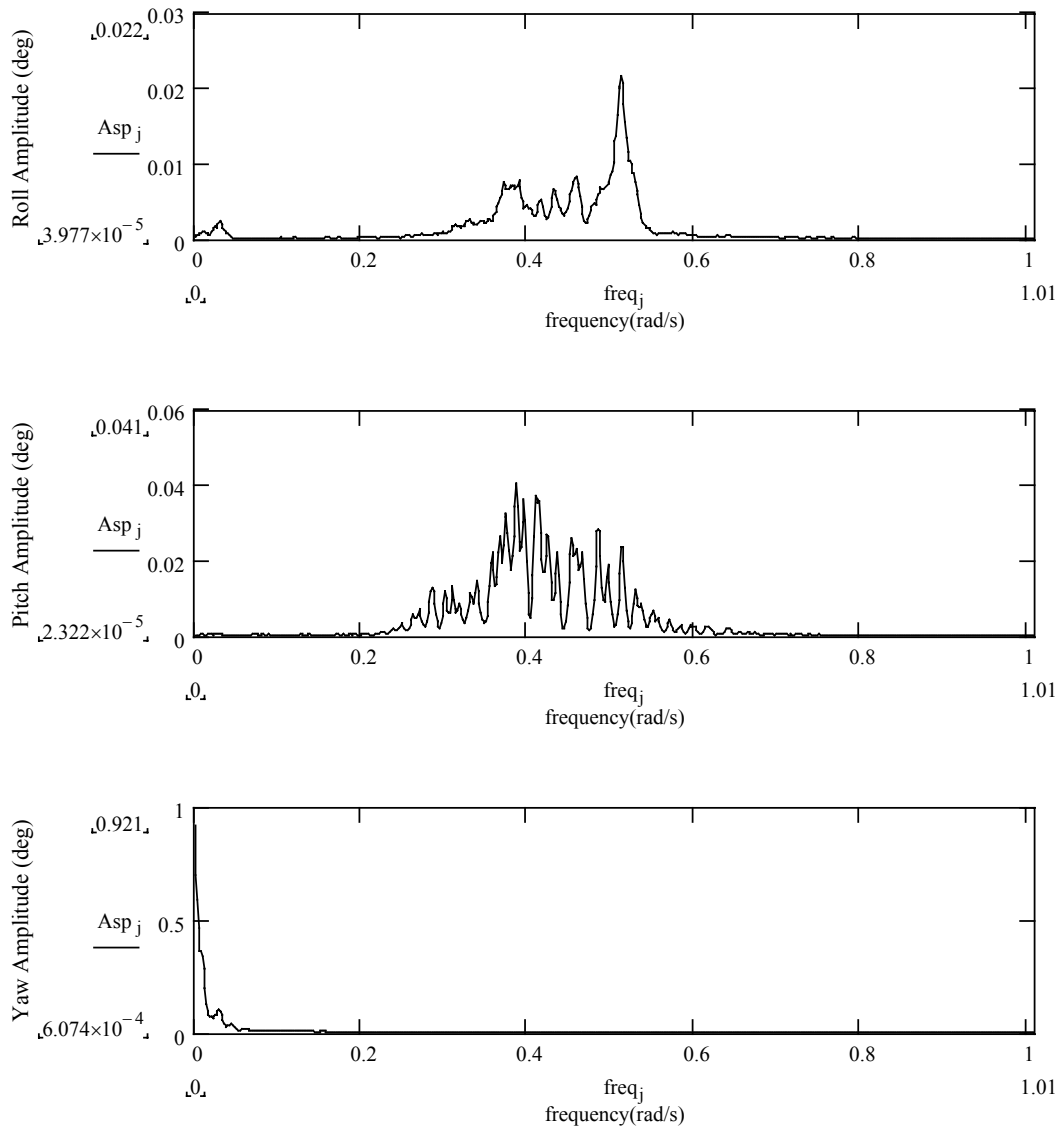 Roll Amplitude (deg)
0.03
0.022
0.02
Asp j
0.01
3.977×10−5
0
0 0.2 0.4 0.6 0.8 1
0 freqj 1.01
frequency(rad/s)
Pitch Amplitude (deg)
0.06
0.041
0.04
Asp j
0.02
2.322×10−5
0
0 0.2 0.4 0.6 0.8 1
0 freqj 1.01
frequency(rad/s)
Yaw Amplitude (deg)
1
0.921
Asp j
0.5
6.074×10−4
0
0 0.2 0.4 0.6 0.8 1
0 freqj 1.01
frequency(rad/s)